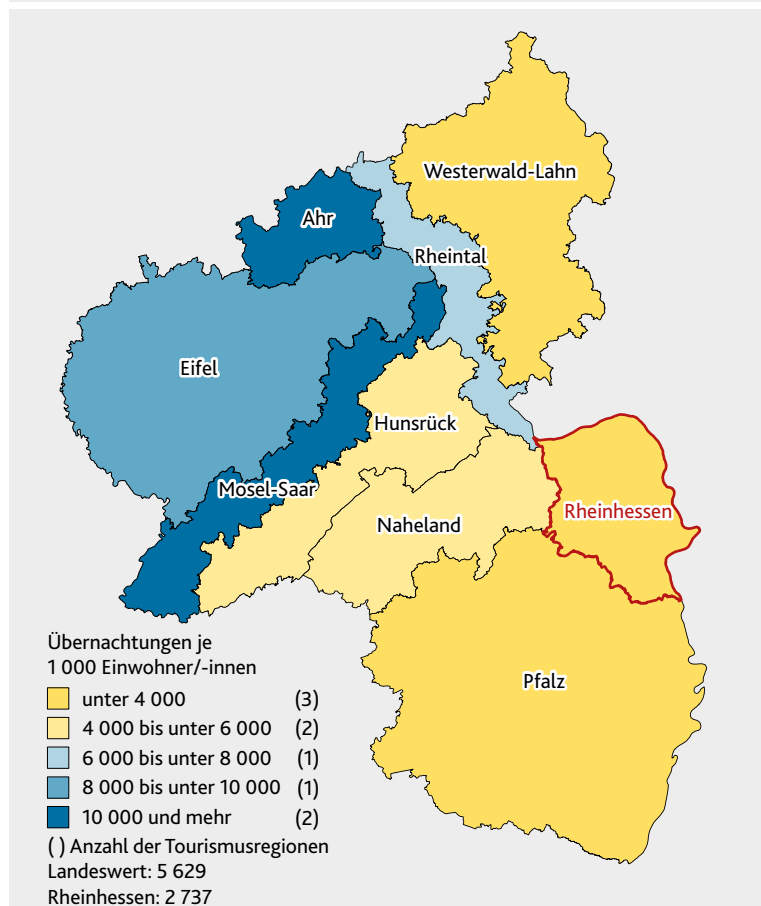 Westerwald-Lahn
Ahr
Rheintal
Eifel
Hunsrück
Mosel-Saar
Rheinhessen
Naheland
Pfalz
Übernachtungen je
1 000 Einwohner/-innen
unter 4 000 (3)
4 000 bis unter 6 000 (2)
6 000 bis unter 8 000 (1)
8 000 bis unter 10 000 (1)
10 000 und mehr (2)
( ) Anzahl der Tourismusregionen
Landeswert: 5 629
Rheinhessen: 2 737